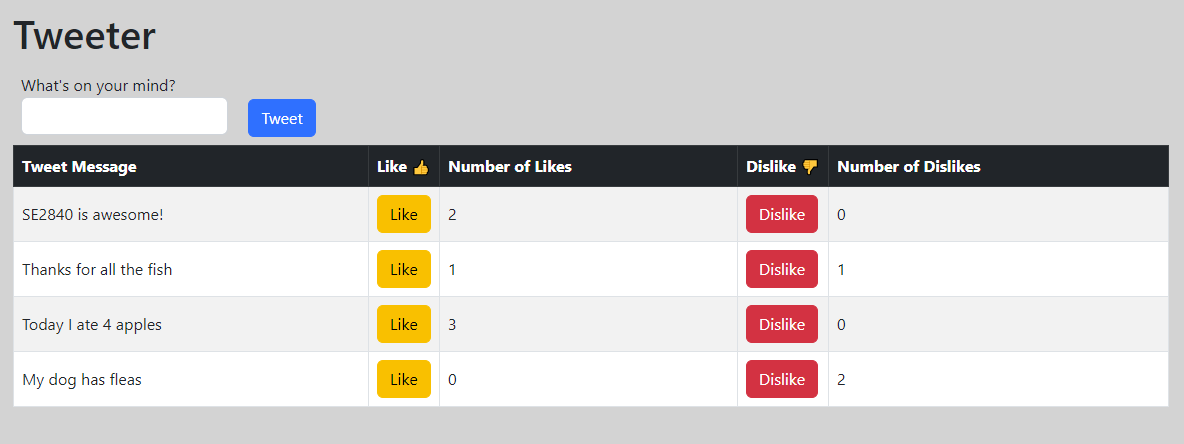 Tweeter
What's on your mind?
Tweet
Tweet Message Like 👍 Number of Likes Dislike 👎 Number of Dislikes
SE2840 is awesome! Like 2 Dislike 0
Thanks for all the fish Like 1 Dislike 1
Today I ate 4 apples Like 3 Dislike 0
My dog has fleas Like 0 Dislike 2